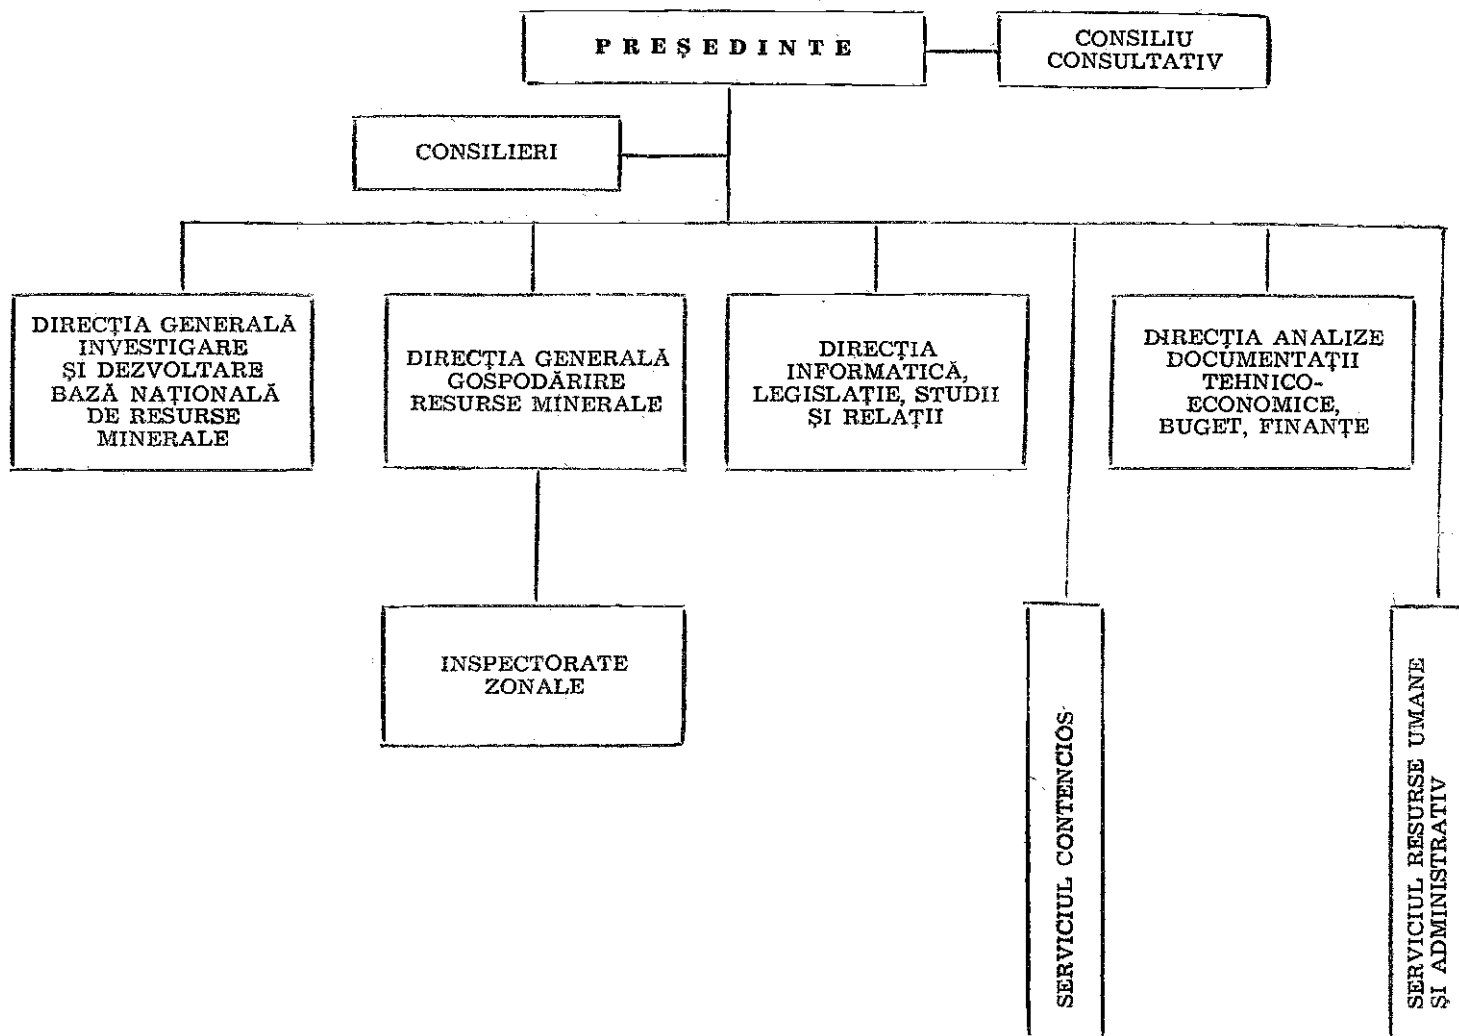 PREȘEDINTE
CONSILIU
CONSULTATIV
CONSILIERI
DIRECȚIA GENERALĂ
INVESTIGARE
ȘI DEZVOLTARE
BAZĂ NAȚIONALĂ
DE RESURSE
MINERALE
DIRECȚIA GENERALĂ
GOSPODĂRIRE
RESURSE MINERALE
DIRECȚIA
INFORMATICĂ,
LEGISLAȚIE, STUDII
ȘI RELAȚII
DIRECȚIA ANALIZE
DOCUMENTAȚII
TEHNICO-
ECONOMICE,
BUGET, FINANȚE
INSPECTORATE
ZONALE
SERVICIUL CONTENCIOS
SERVICIUL RESURSE UMANE
ȘI ADMINISTRATIV